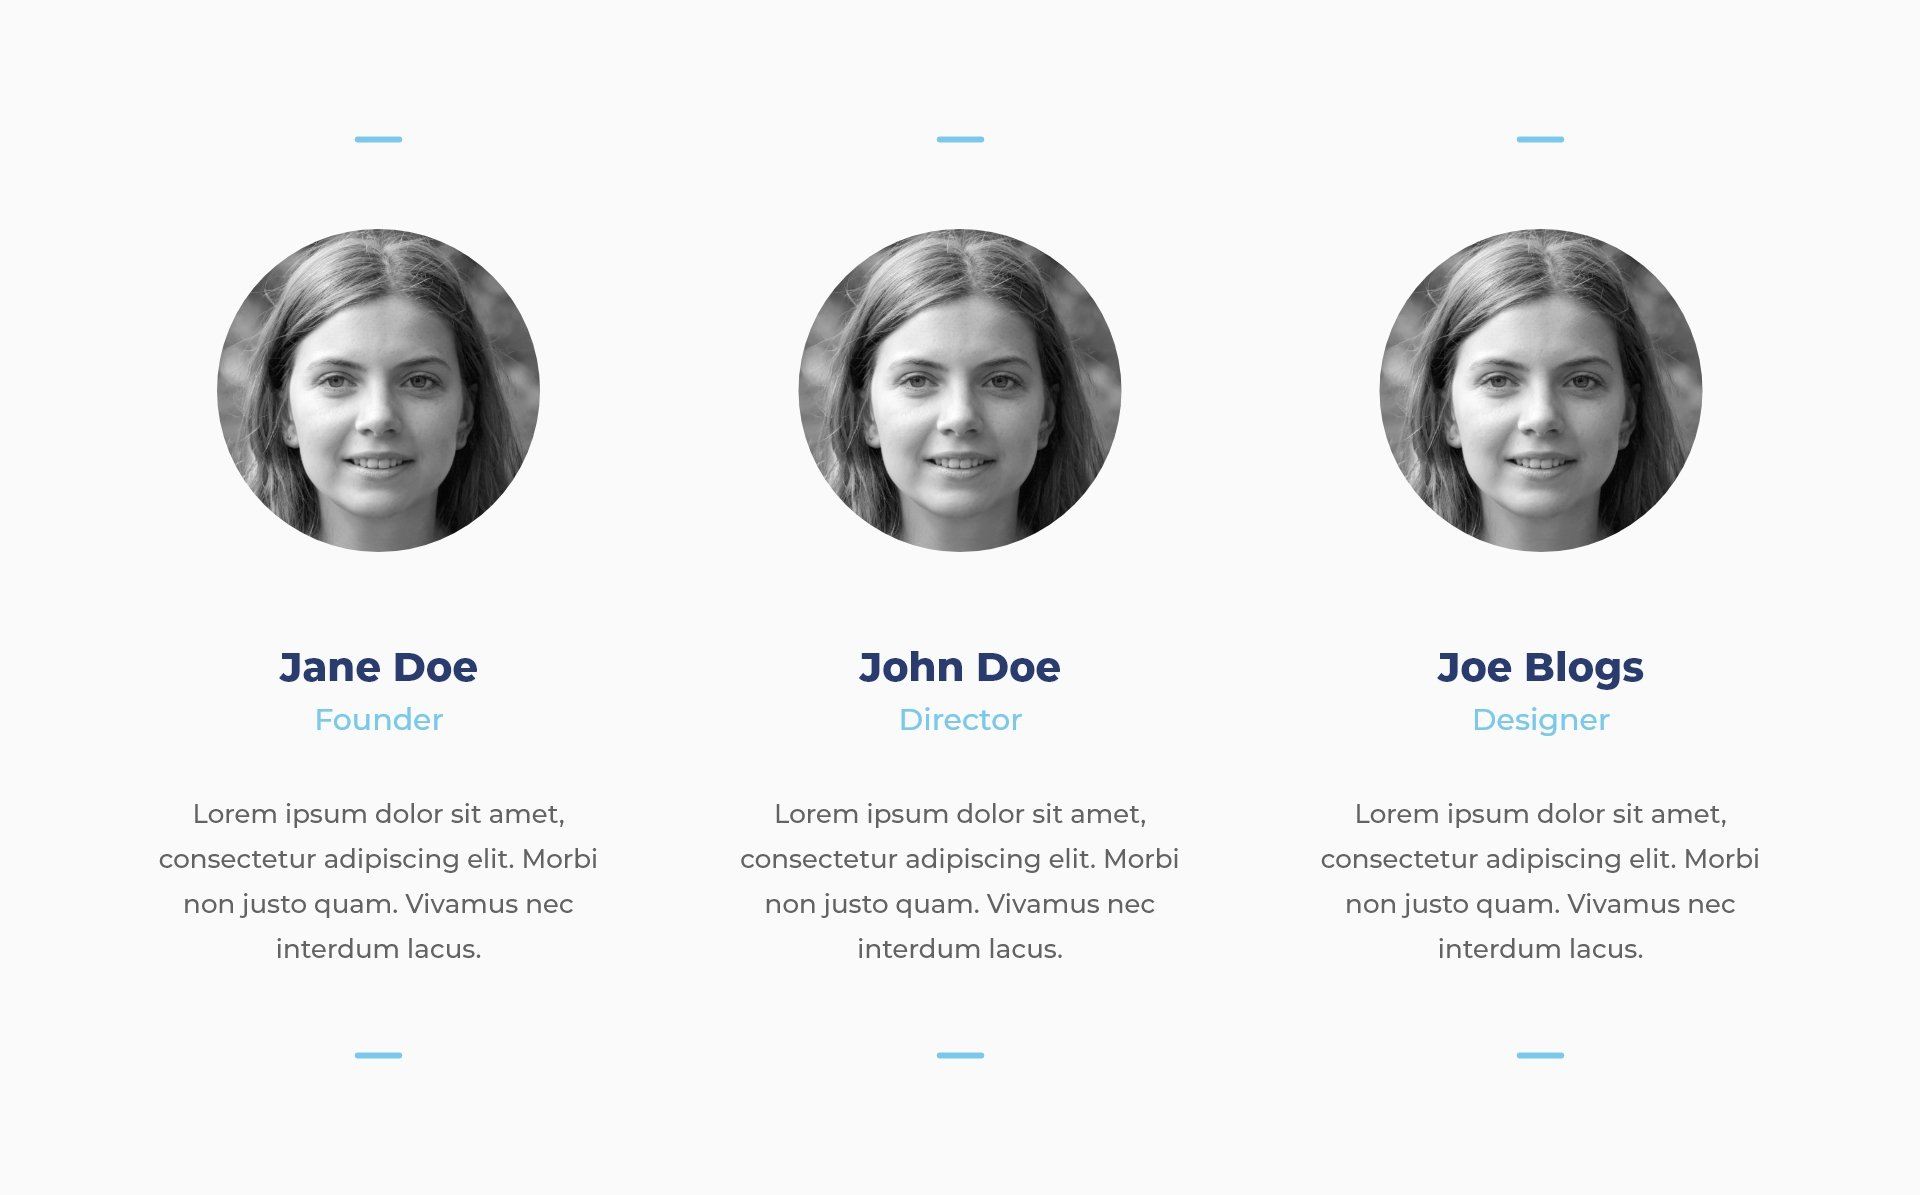 Jane Doe
Founder
Lorem ipsum dolor sit amet,
consectetur adipiscing elit. Morbi
non justo quam. Vivamus nec
interdum lacus.
John Doe
Director
Lorem ipsum dolor sit amet,
consectetur adipiscing elit. Morbi
non justo quam. Vivamus nec
interdum lacus.
Joe Blogs
Designer
Lorem ipsum dolor sit amet,
consectetur adipiscing elit. Morbi
non justo quam. Vivamus nec
interdum lacus.